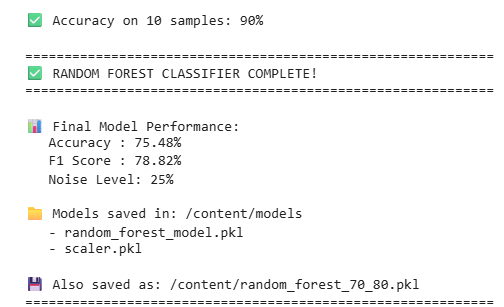 ✅ Accuracy on 10 samples: 90%
============================================================
✅ RANDOM FOREST CLASSIFIER COMPLETE!
============================================================
📊 Final Model Performance:
Accuracy : 75.48%
F1 Score : 78.82%
Noise Level: 25%
📁 Models saved in: /content/models
- random_forest_model.pkl
- scaler.pkl
💾 Also saved as: /content/random_forest_70_80.pkl
============================================================